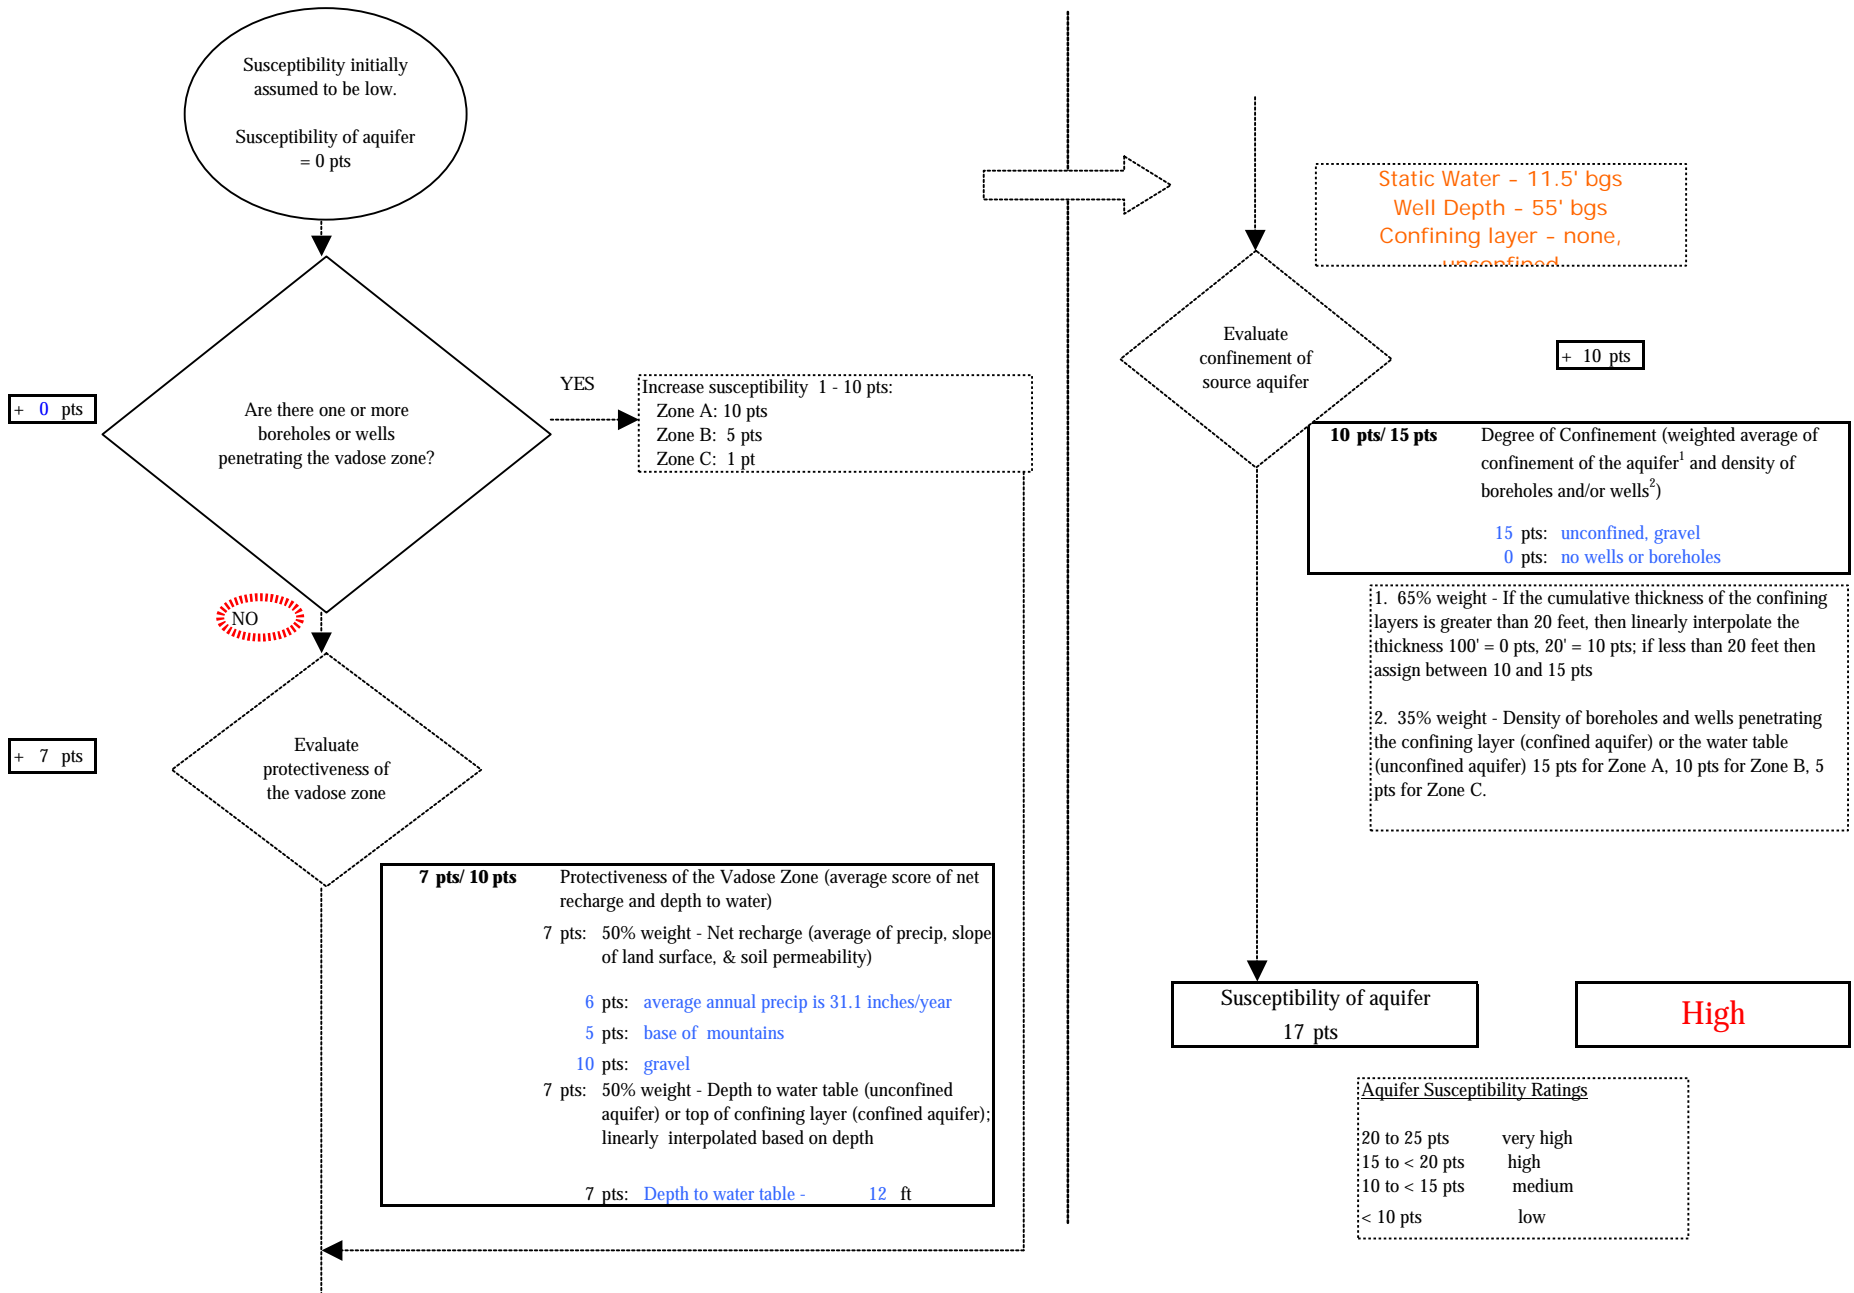 Susceptibility initially
assumed to be low.
Susceptibility of aquifer
= 0 pts
+ 0 pts
Are there one or more
boreholes or wells
penetrating the vadose zone?
YES
Increase susceptibility 1 - 10 pts:
Zone A: 10 pts
Zone B: 5 pts
Zone C: 1 pt
NO
+ 7 pts
Evaluate
protectiveness of
the vadose zone
7 pts/ 10 pts Protectiveness of the Vadose Zone (average score of net
recharge and depth to water)
7 pts: 50% weight - Net recharge (average of precip, slope
of land surface, & soil permeability)
6 pts: average annual precip is 31.1 inches/year
5 pts: base of mountains
10 pts: gravel
7 pts: 50% weight - Depth to water table (unconfined
aquifer) or top of confining layer (confined aquifer);
linearly interpolated based on depth
7 pts: Depth to water table - 12 ft
Static Water - 11.5' bgs
Well Depth - 55' bgs
Confining layer - none,
unconfined
Evaluate
confinement of
source aquifer
+ 10 pts
10 pts/ 15 pts Degree of Confinement (weighted average of
confinement of the aquifer1 and density of
boreholes and/or wells2)
15 pts: unconfined, gravel
0 pts: no wells or boreholes
1. 65% weight - If the cumulative thickness of the confining
layers is greater than 20 feet, then linearly interpolate the
thickness 100' = 0 pts, 20' = 10 pts; if less than 20 feet then
assign between 10 and 15 pts
2. 35% weight - Density of boreholes and wells penetrating
the confining layer (confined aquifer) or the water table
(unconfined aquifer) 15 pts for Zone A, 10 pts for Zone B, 5
pts for Zone C.
Susceptibility of aquifer
17 pts
High
Aquifer Susceptibility Ratings
20 to 25 pts very high
15 to < 20 pts high
10 to < 15 pts medium
< 10 pts low